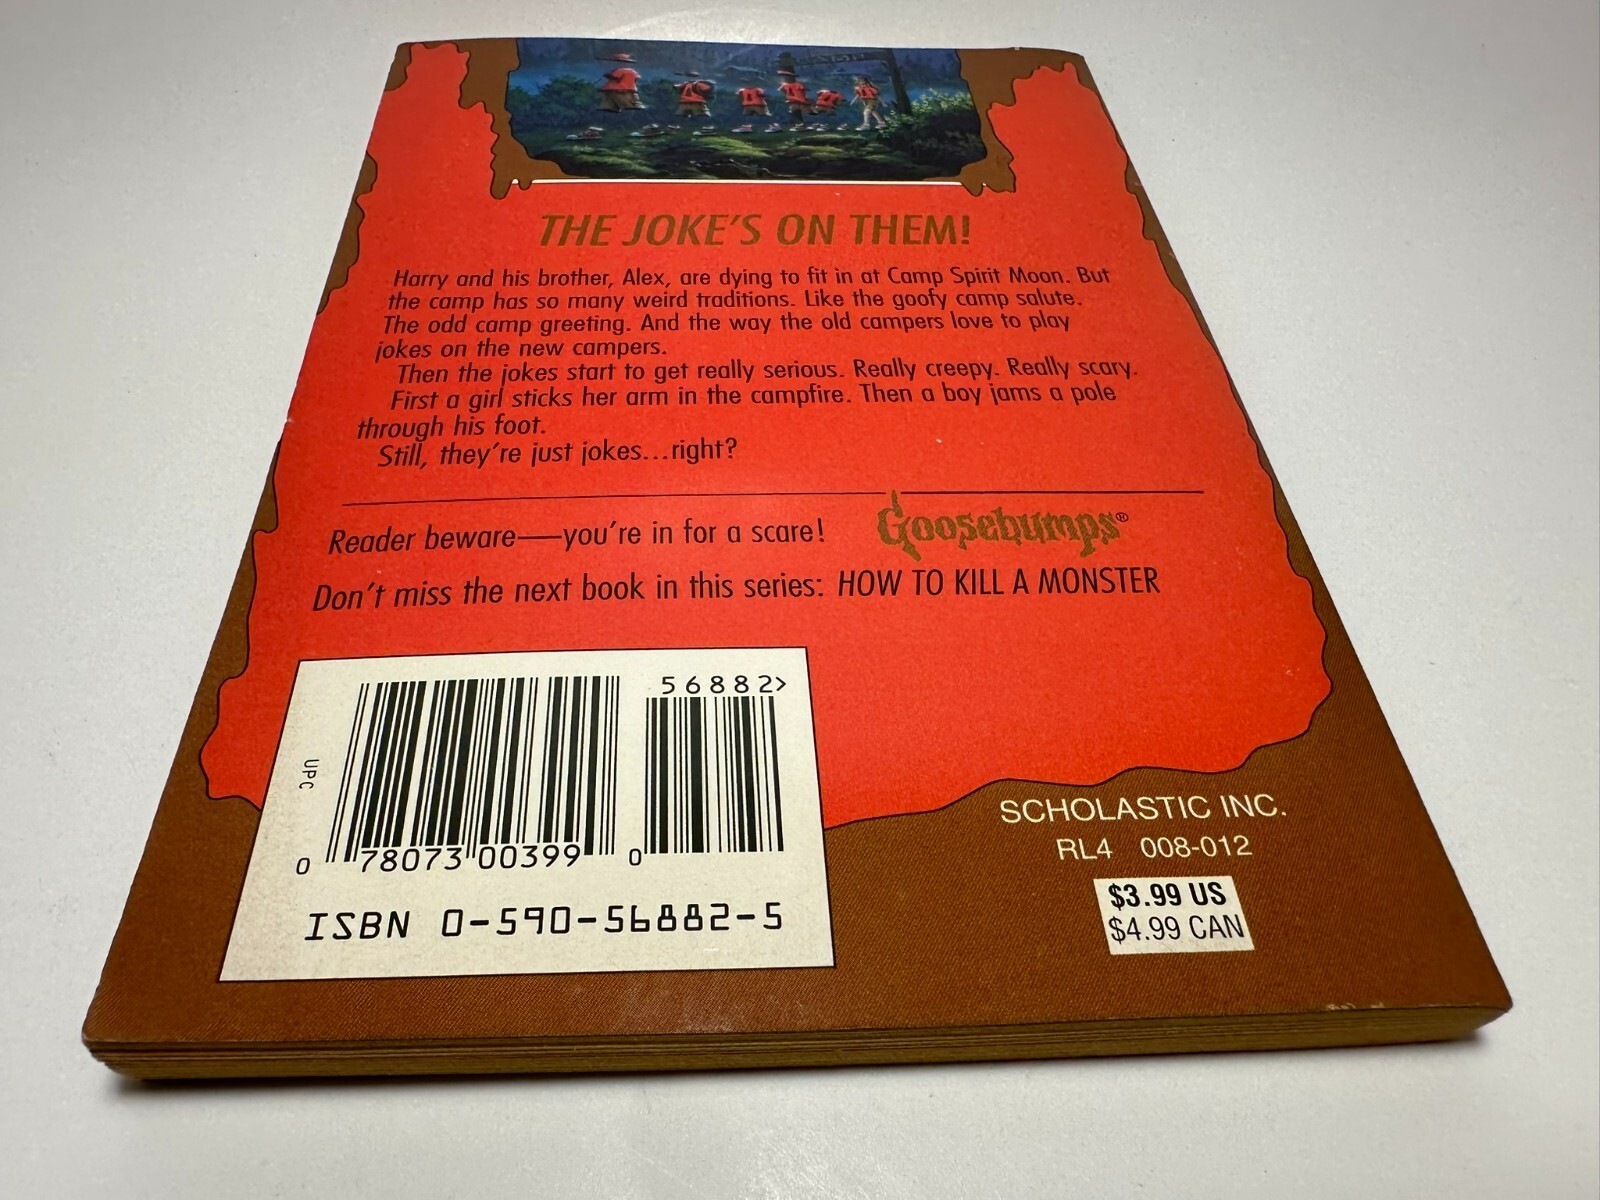 THE JOKE'S ON THEM!
Harry and his brother, Alex, are dying to fit in at Camp Spirit Moon. But
the camp has so many weird traditions. Like the goofy camp salute.
The odd camp greeting. And the way the old campers love to play
jokes on the new campers.
Then the jokes start to get really serious. Really creepy. Really scary.
First a girl sticks her arm in the campfire. Then a boy jams a pole
through his foot.
Still, they're just jokes...right?
Reader beware—you're in for a scare! Goosebumps®
Don't miss the next book in this series: HOW TO KILL A MONSTER
56882>
UPC
0 78073 00399 0
ISBN 0-590-56882-5
SCHOLASTIC INC.
RL4 008-012
$3.99 US
$4.99 CAN